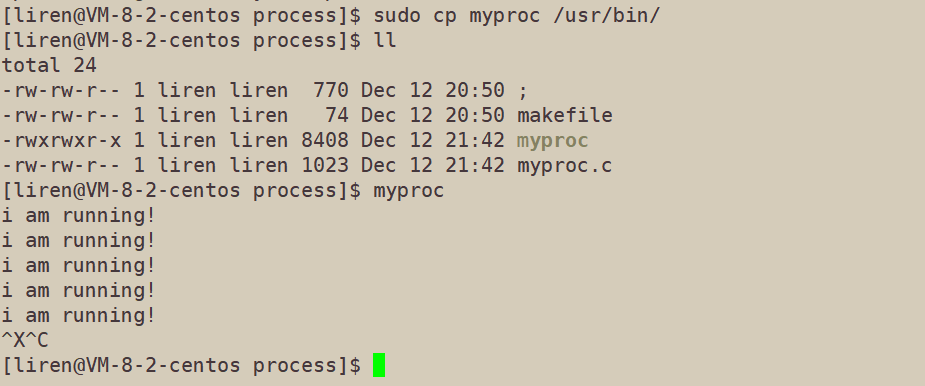 [liren@VM-8-2-centos process]$ sudo cp myproc /usr/bin/
[liren@VM-8-2-centos process]$ ll
total 24
-rw-rw-r-- 1 liren liren  770 Dec 12 20:50 ;
-rw-rw-r-- 1 liren liren   74 Dec 12 20:50 makefile
-rwxrwxr-x 1 liren liren 8408 Dec 12 21:42 myproc
-rw-rw-r-- 1 liren liren 1023 Dec 12 21:42 myproc.c
[liren@VM-8-2-centos process]$ myproc
i am running!
i am running!
i am running!
i am running!
i am running!
^X^C
[liren@VM-8-2-centos process]$